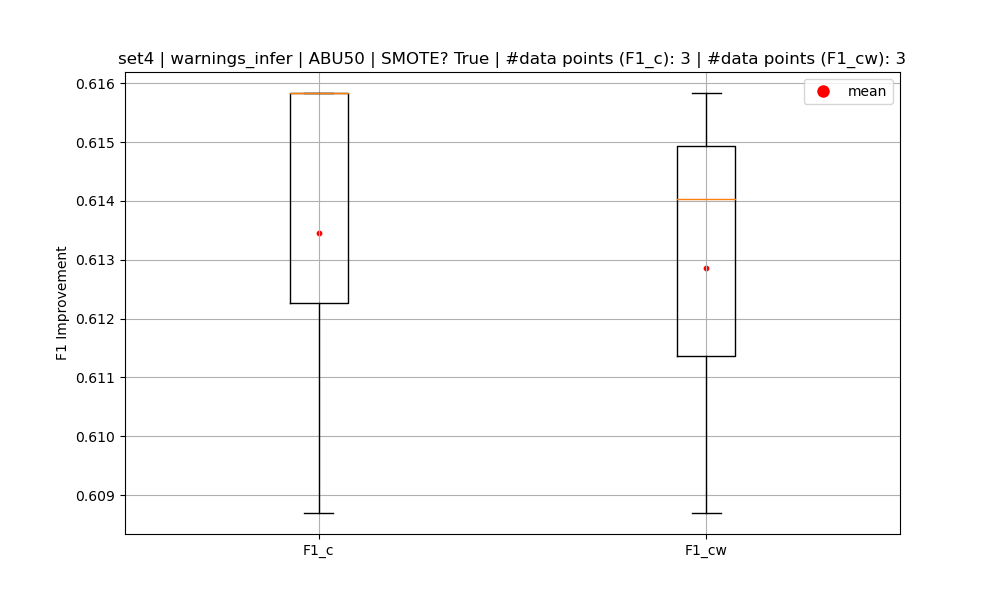 set4 | warnings_infer | ABU50 | SMOTE? True | #data points (F1_c): 3 | #data points (F1_cw): 3
mean
F1 Improvement
0.616
0.615
0.614
0.613
0.612
0.611
0.610
0.609
F1_c
F1_cw